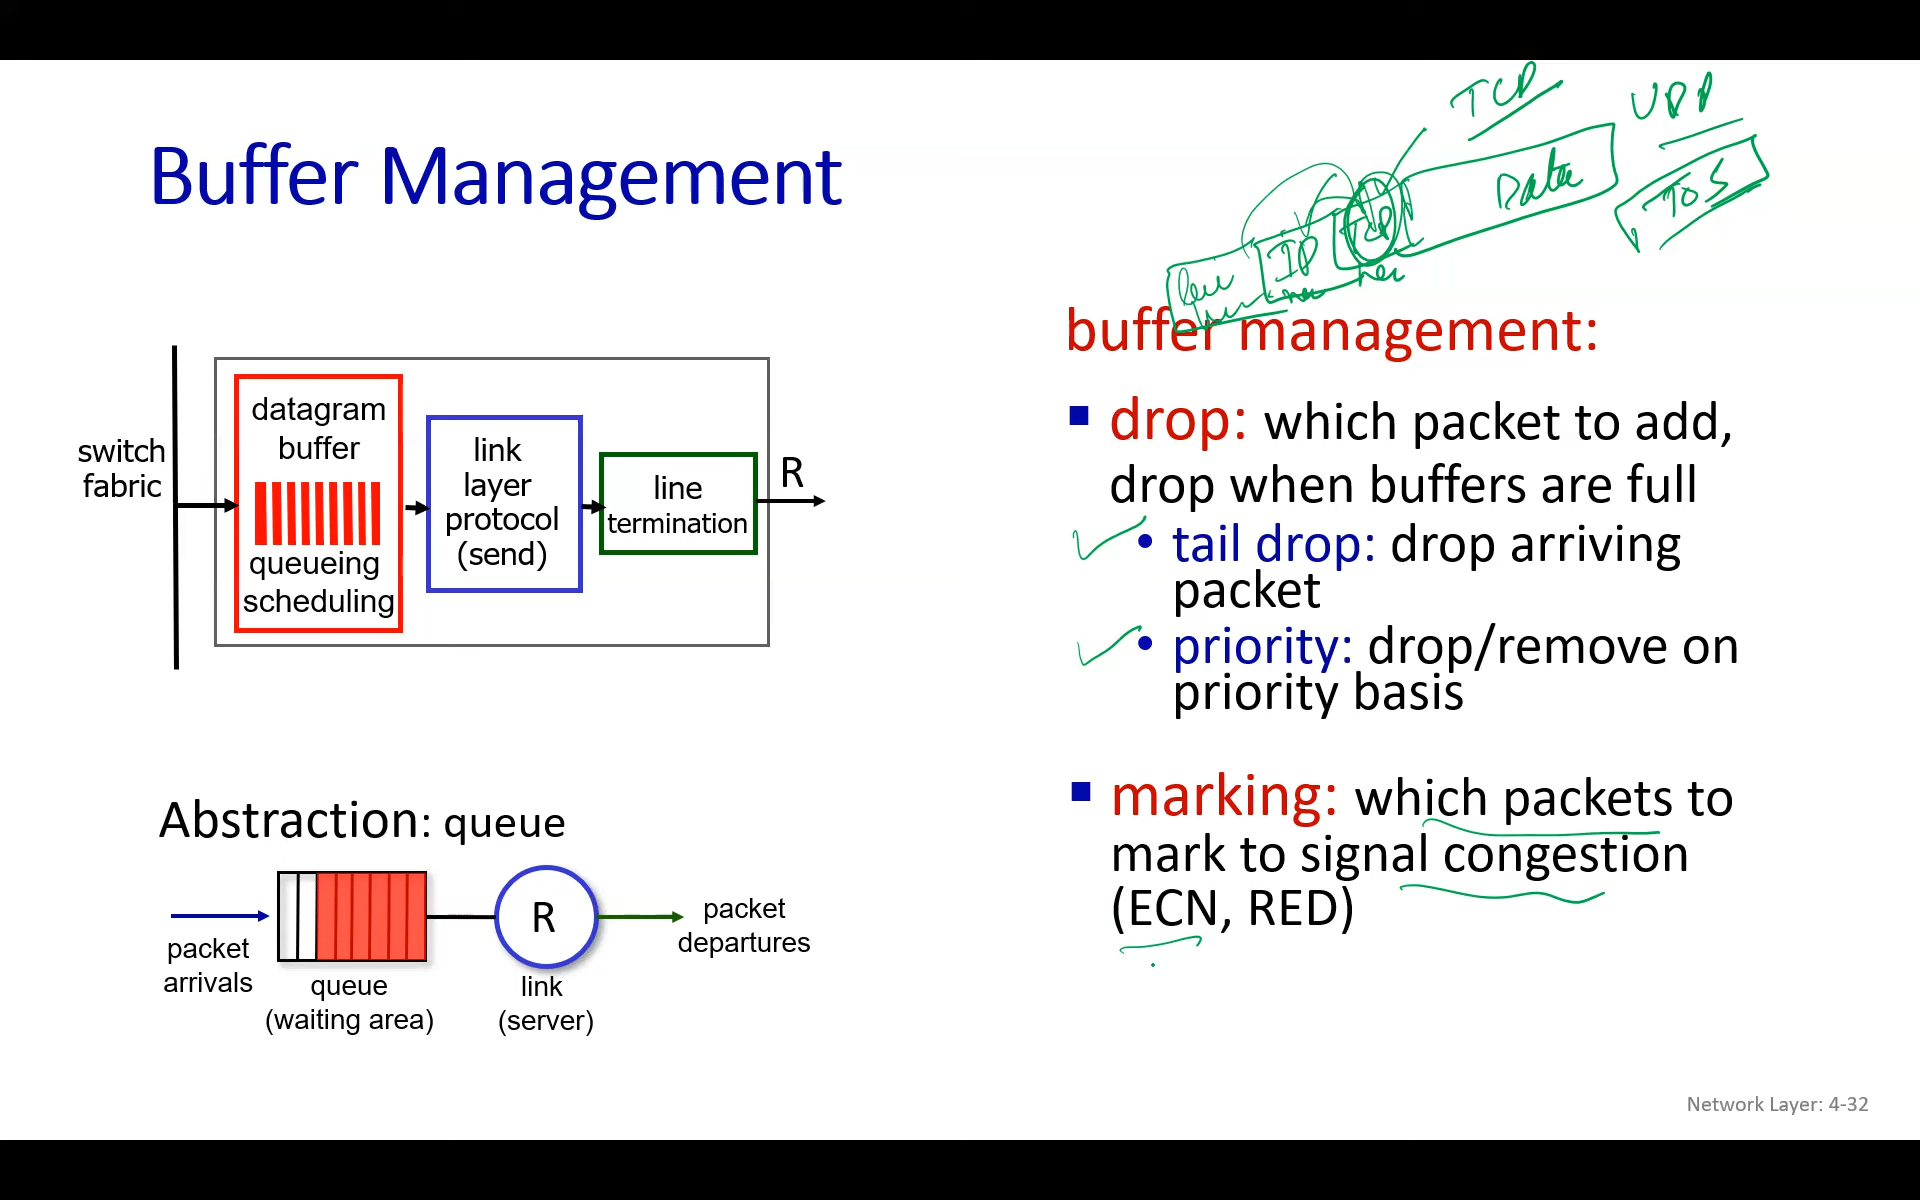 TCP
UDP
Data
TOS
IP
TCP
Buffer Management
buffer management:
switch
fabric
datagram
buffer
queueing
scheduling
link
layer
protocol
(send)
line
termination
R
▪ drop: which packet to add,
drop when buffers are full
• tail drop: drop arriving
packet
• priority: drop/remove on
priority basis
▪ marking: which packets to
mark to signal congestion
(ECN, RED)
Abstraction: queue
packet
arrivals
queue
(waiting area)
R
link
(server)
packet
departures
Network Layer: 4-32